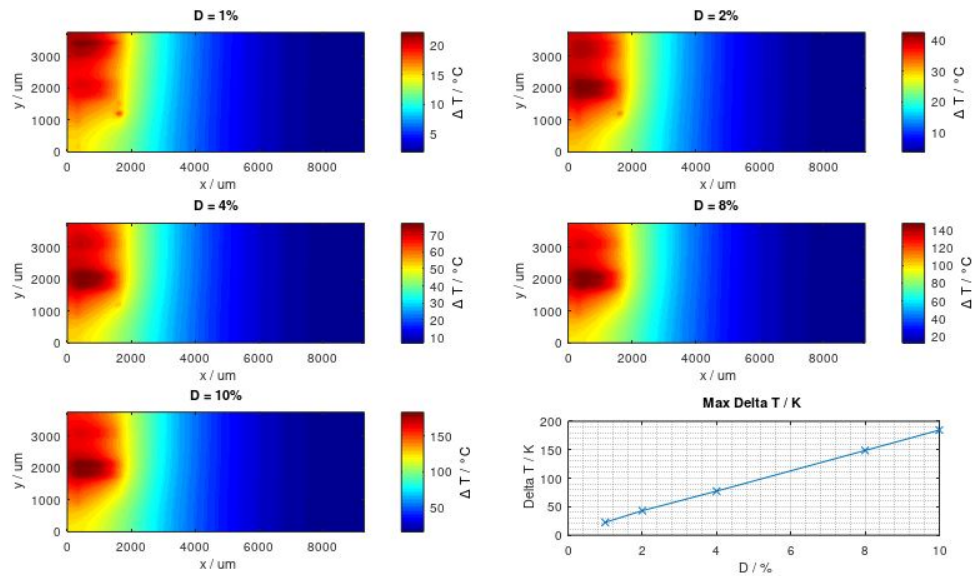 D = 1%
3000
2000
1000
0
y / um
0 2000 4000 6000 8000
x / um
20
15
10
5
Δ T / °C
D = 2%
3000
2000
1000
0
y / um
0 2000 4000 6000 8000
x / um
40
30
20
10
Δ T / °C
D = 4%
3000
2000
1000
0
y / um
0 2000 4000 6000 8000
x / um
70
60
50
40
30
20
10
Δ T / °C
D = 8%
3000
2000
1000
0
y / um
0 2000 4000 6000 8000
x / um
140
120
100
80
60
40
20
Δ T / °C
D = 10%
3000
2000
1000
0
y / um
0 2000 4000 6000 8000
x / um
150
100
50
Δ T / °C
Max Delta T / K
200
150
100
50
0
Delta T / K
0 2 4 6 8 10
D / %